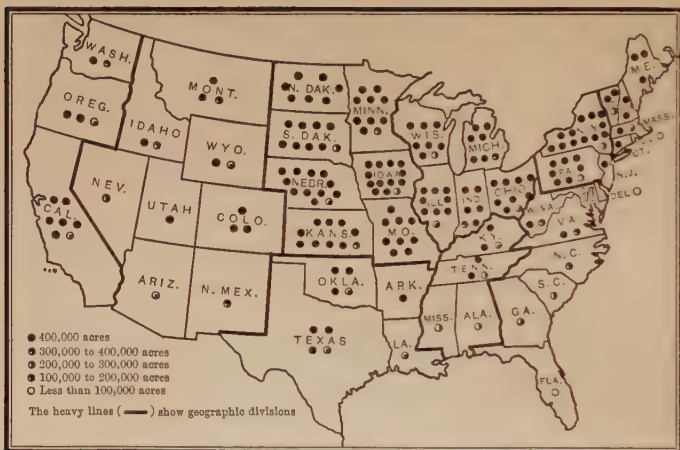 WASH.
MONT.
N. DAK.
MINN.
M.E.
OREG.
IDAHO
WYO.
S. DAK.
WIS.
MICH.
N.Y.
MASS.
CT.
NEV.
UTAH
COLO.
NEBR.
IOWA
ILL.
IND.
OHIO
PA.
N.J.
DEL.
CAL.
KANS.
MO.
KY.
W.VA.
VA.
ARIZ.
N. MEX.
OKLA.
ARK.
TENN.
N.C.
S.C.
TEXAS
LA.
MISS.
ALA.
GA.
FLA.
400,000 acres
300,000 to 400,000 acres
200,000 to 300,000 acres
100,000 to 200,000 acres
Less than 100,000 acres
The heavy lines ( ) show geographic divisions